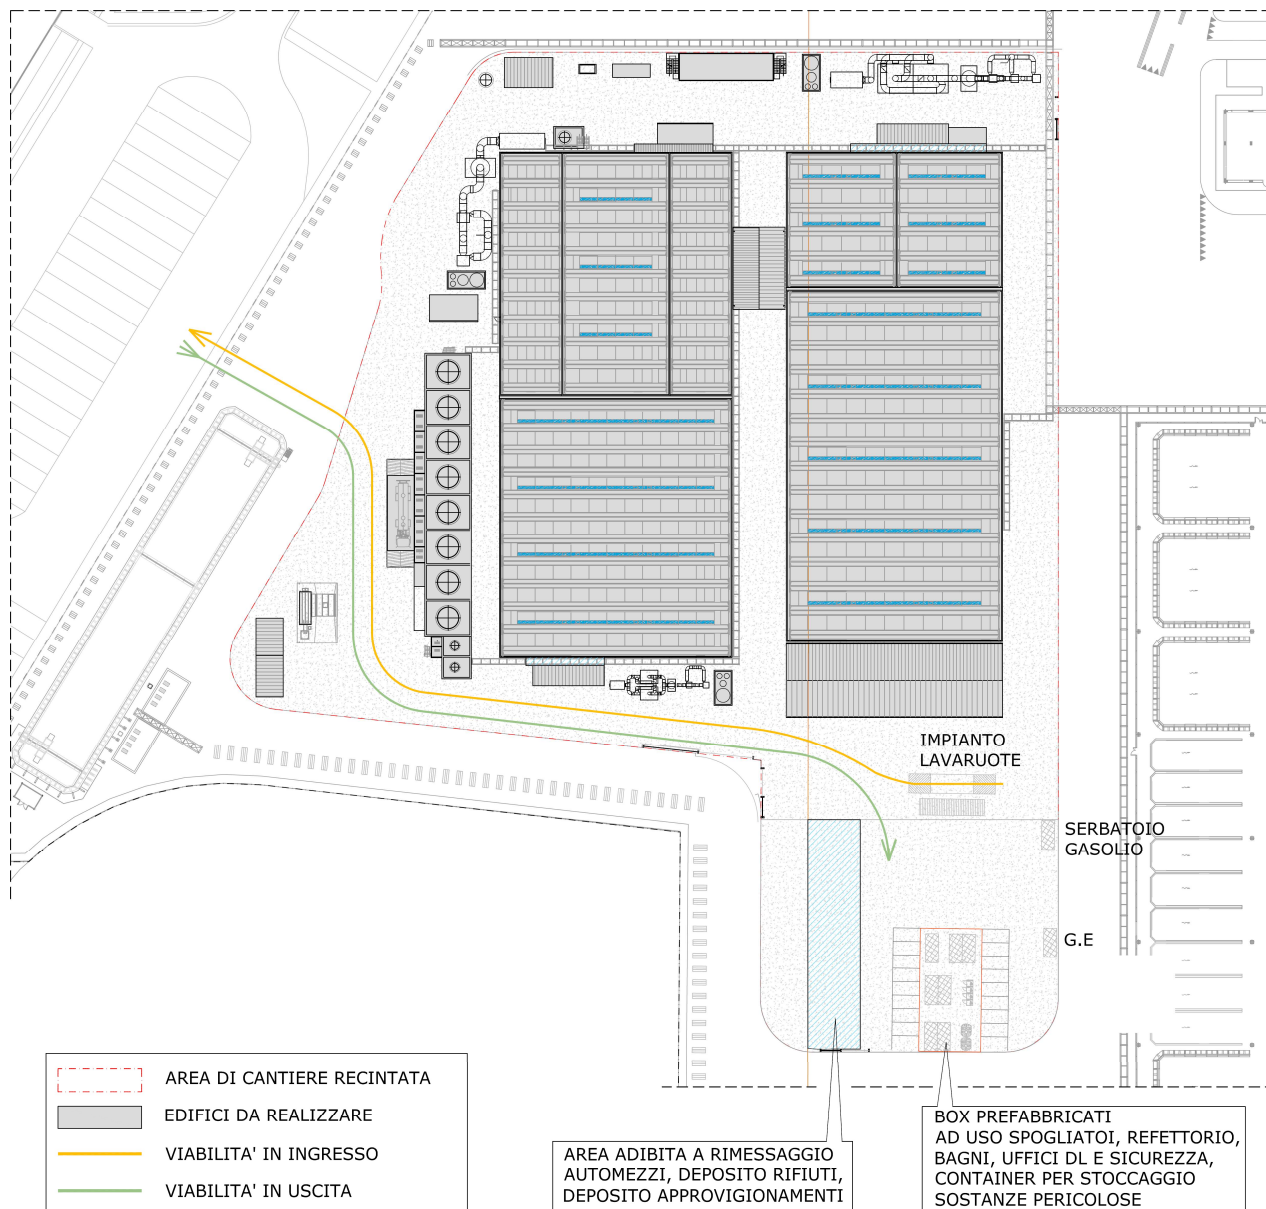 IMPIANTO
LAVARUOTE
SERBATOIO
GASOLIO
G.E
AREA DI CANTIERE RECINTATA
EDIFICI DA REALIZZARE
VIABILITA' IN INGRESSO
VIABILITA' IN USCITA
AREA ADIBITA A RIMESSAGGIO
AUTOMEZZI, DEPOSITO RIFIUTI,
DEPOSITO APPROVIGIONAMENTI
BOX PREFABBRICATI
AD USO SPOGLIATOI, REFETTORIO,
BAGNI, UFFICI DL E SICUREZZA,
CONTAINER PER STOCCAGGIO
SOSTANZE PERICOLOSE